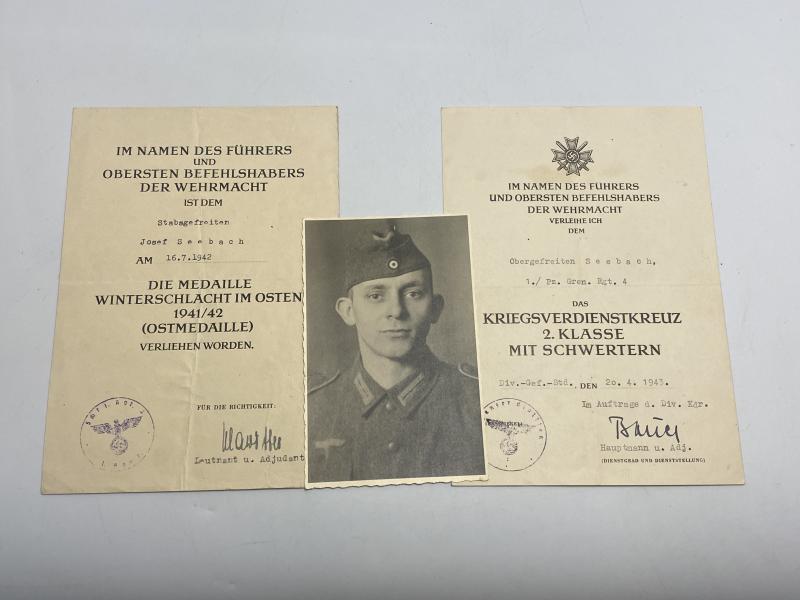 IM NAMEN DES FÜHRERS
UND
OBERSTEN BEFEHLSHABERS
DER WEHRMACHT
IST DEM
Stabsgefreiten
Josef Seebach
AM 16.7.1942
DIE MEDAILLE
WINTERSCHLACHT IM OSTEN
1941/42
(OSTMEDAILLE)
VERLIEHEN WORDEN.
FÜR DIE RICHTIGKEIT:
Leutnant u. Adjudant
IM NAMEN DES FÜHRERS
UND OBERSTEN BEFEHLSHABERS
DER WEHRMACHT
VERLEIHE ICH
DEM
Obergefreiten Seebach,
1./ Pz. Gren. Rgt. 4
DAS
KRIEGSVERDIENSTKREUZ
2. KLASSE
MIT SCHWERTERN
Div.-Gef.-Std., DEN 20.4.1943.
Im Auftrage d. Div. Kdr.
Hauptmann u. Adj.
(DIENSTGRAD UND DIENSTSTELLUNG)